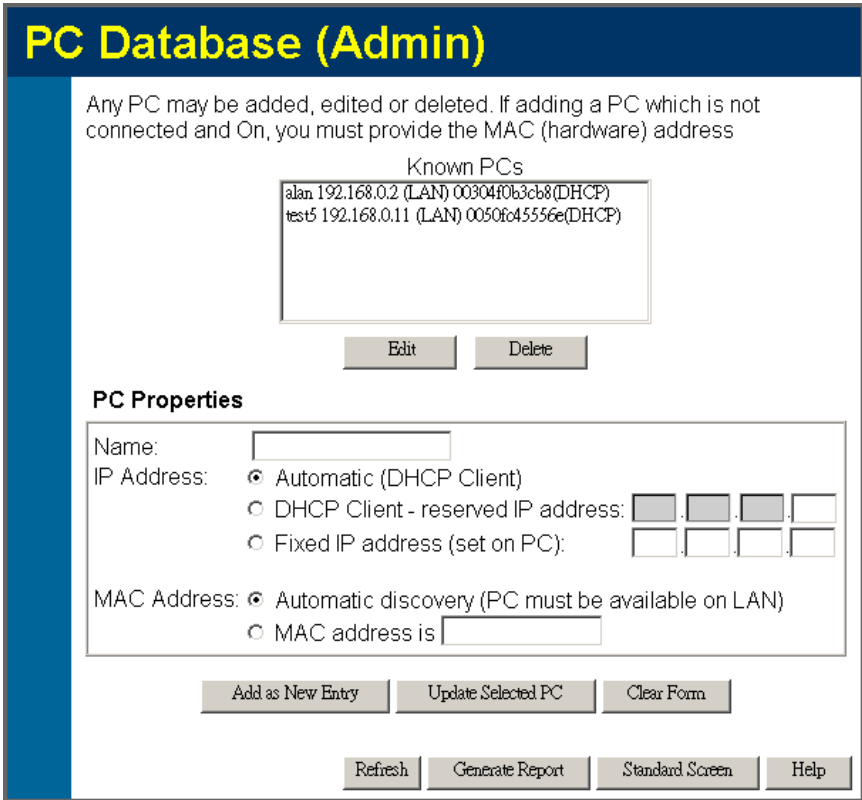 PC Database (Admin)
Any PC may be added, edited or deleted. If adding a PC which is not
connected and On, you must provide the MAC (hardware) address
Known PCs
alan 192.168.0.2 (LAN) 00304f0b3cb8(DHCP)
test5 192.168.0.11 (LAN) 0050fc45556e(DHCP)
Edit Delete
PC Properties
Name:
IP Address: Automatic (DHCP Client)
DHCP Client - reserved IP address: . . .
Fixed IP address (set on PC): . . .
MAC Address: Automatic discovery (PC must be available on LAN)
MAC address is
Add as New Entry Update Selected PC Clear Form
Refresh Generate Report Standard Screen Help